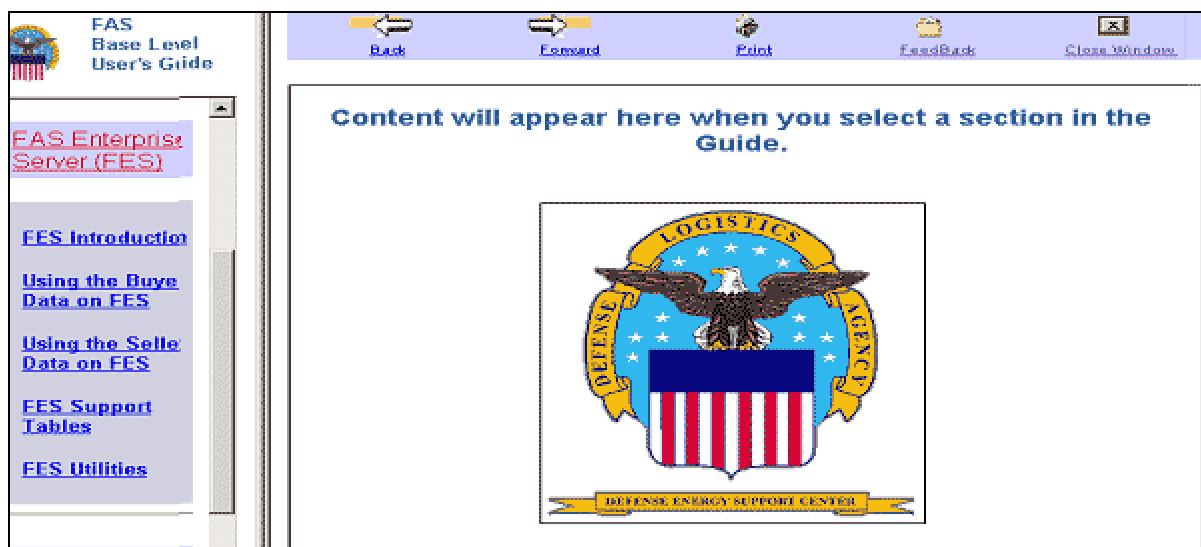 FAS
Base Level
User's Guide
Back
Forward
Print
FeedBack
Close Window
FAS Enterprise
Server (FES)
FES Introduction
Using the Buye
Data on FES
Using the Selle
Data on FES
FES Support
Tables
FES Utilities
Content will appear here when you select a section in the
Guide.
DEFENSE LOGISTICS AGENCY
DEFENSE ENERGY SUPPORT CENTER